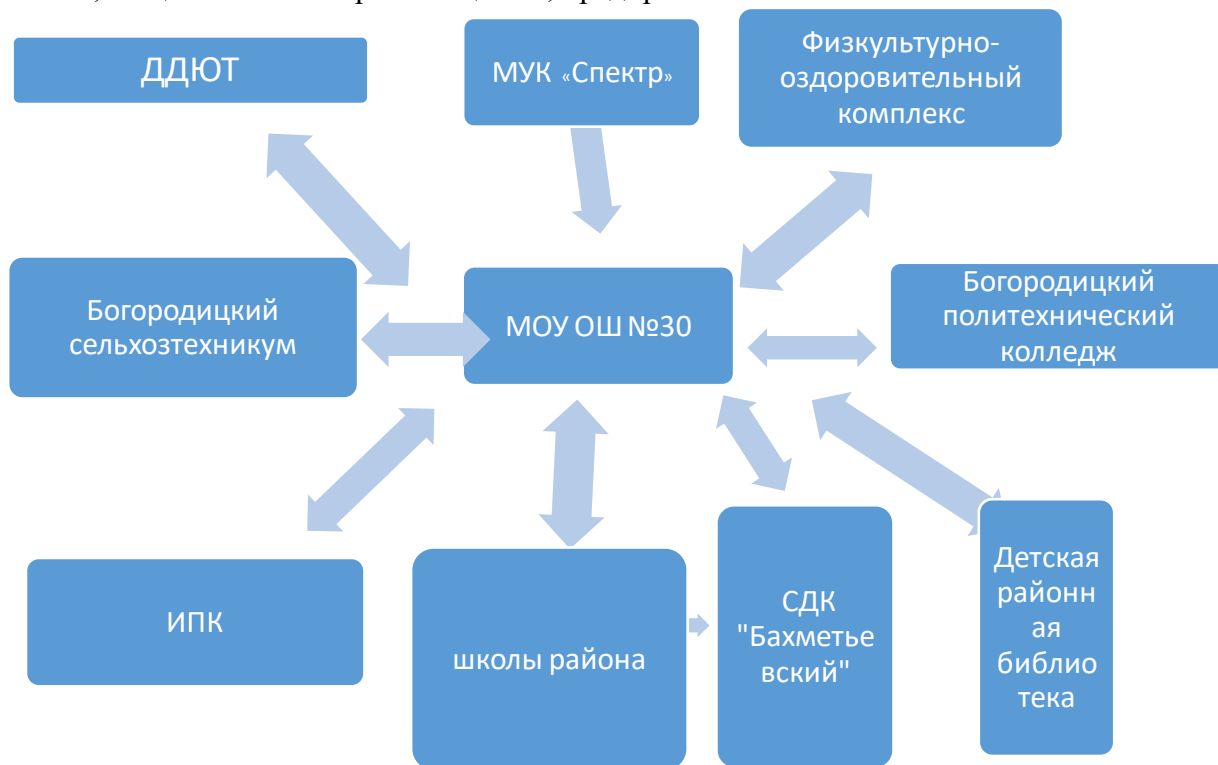 ДДЮТ
МУК «Спектр»
Физкультурно-
оздоровительный
комплекс
Богородицкий
сельхозтехникум
МОУ ОШ №30
Богородицкий
политехнический
колледж
ИПК
школы района
СДК
"Бахметье
вский"
Детская
районн
ая
библио
тека